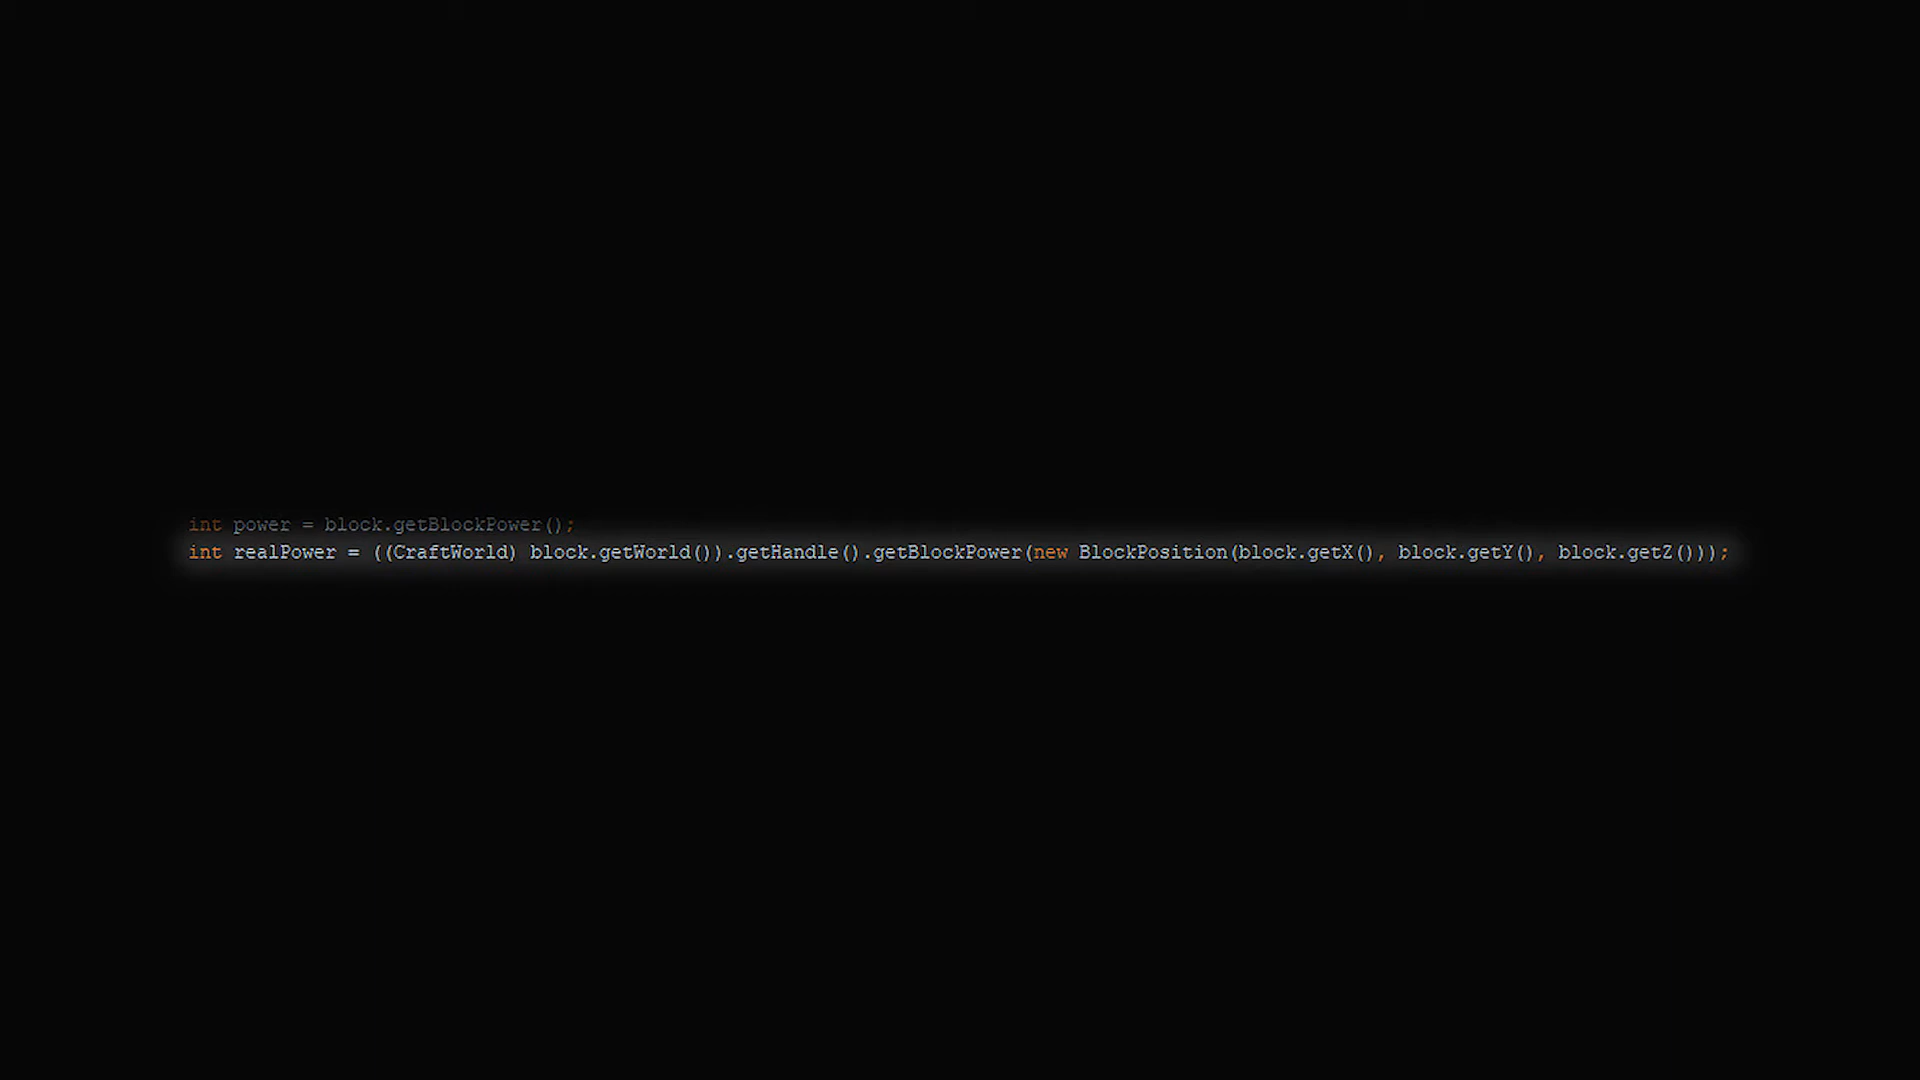 int power = block.getBlockPower();
int realPower = ((CraftWorld) block.getWorld()).getHandle().getBlockPower(new BlockPosition(block.getX(), block.getY(), block.getZ()));